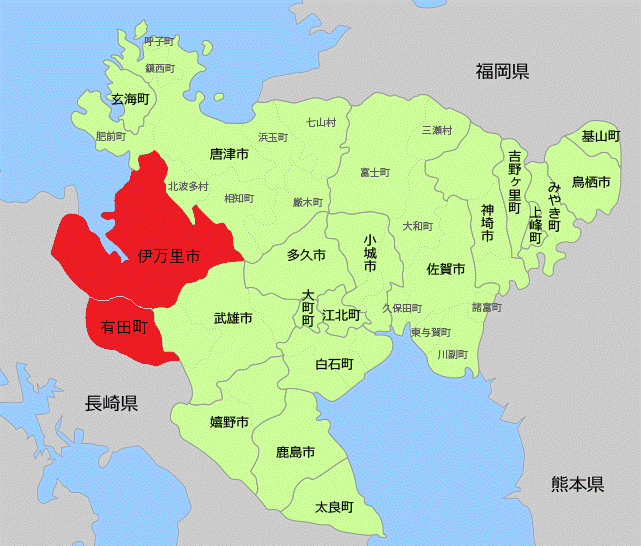 呼子町
福岡県
鎮西町
玄海町
七山村
三瀬村
肥前町
浜玉町
基山町
唐津市
吉野ヶ里町
富士町
北波多村
鳥栖市
みやき町
相知町
厳木町
上峰町
神埼市
大和町
小城市
多久市
伊万里市
佐賀市
大町町
久保田町
諸富町
江北町
武雄市
有田町
東与賀町
川副町
白石町
長崎県
嬉野市
鹿島市
熊本県
太良町